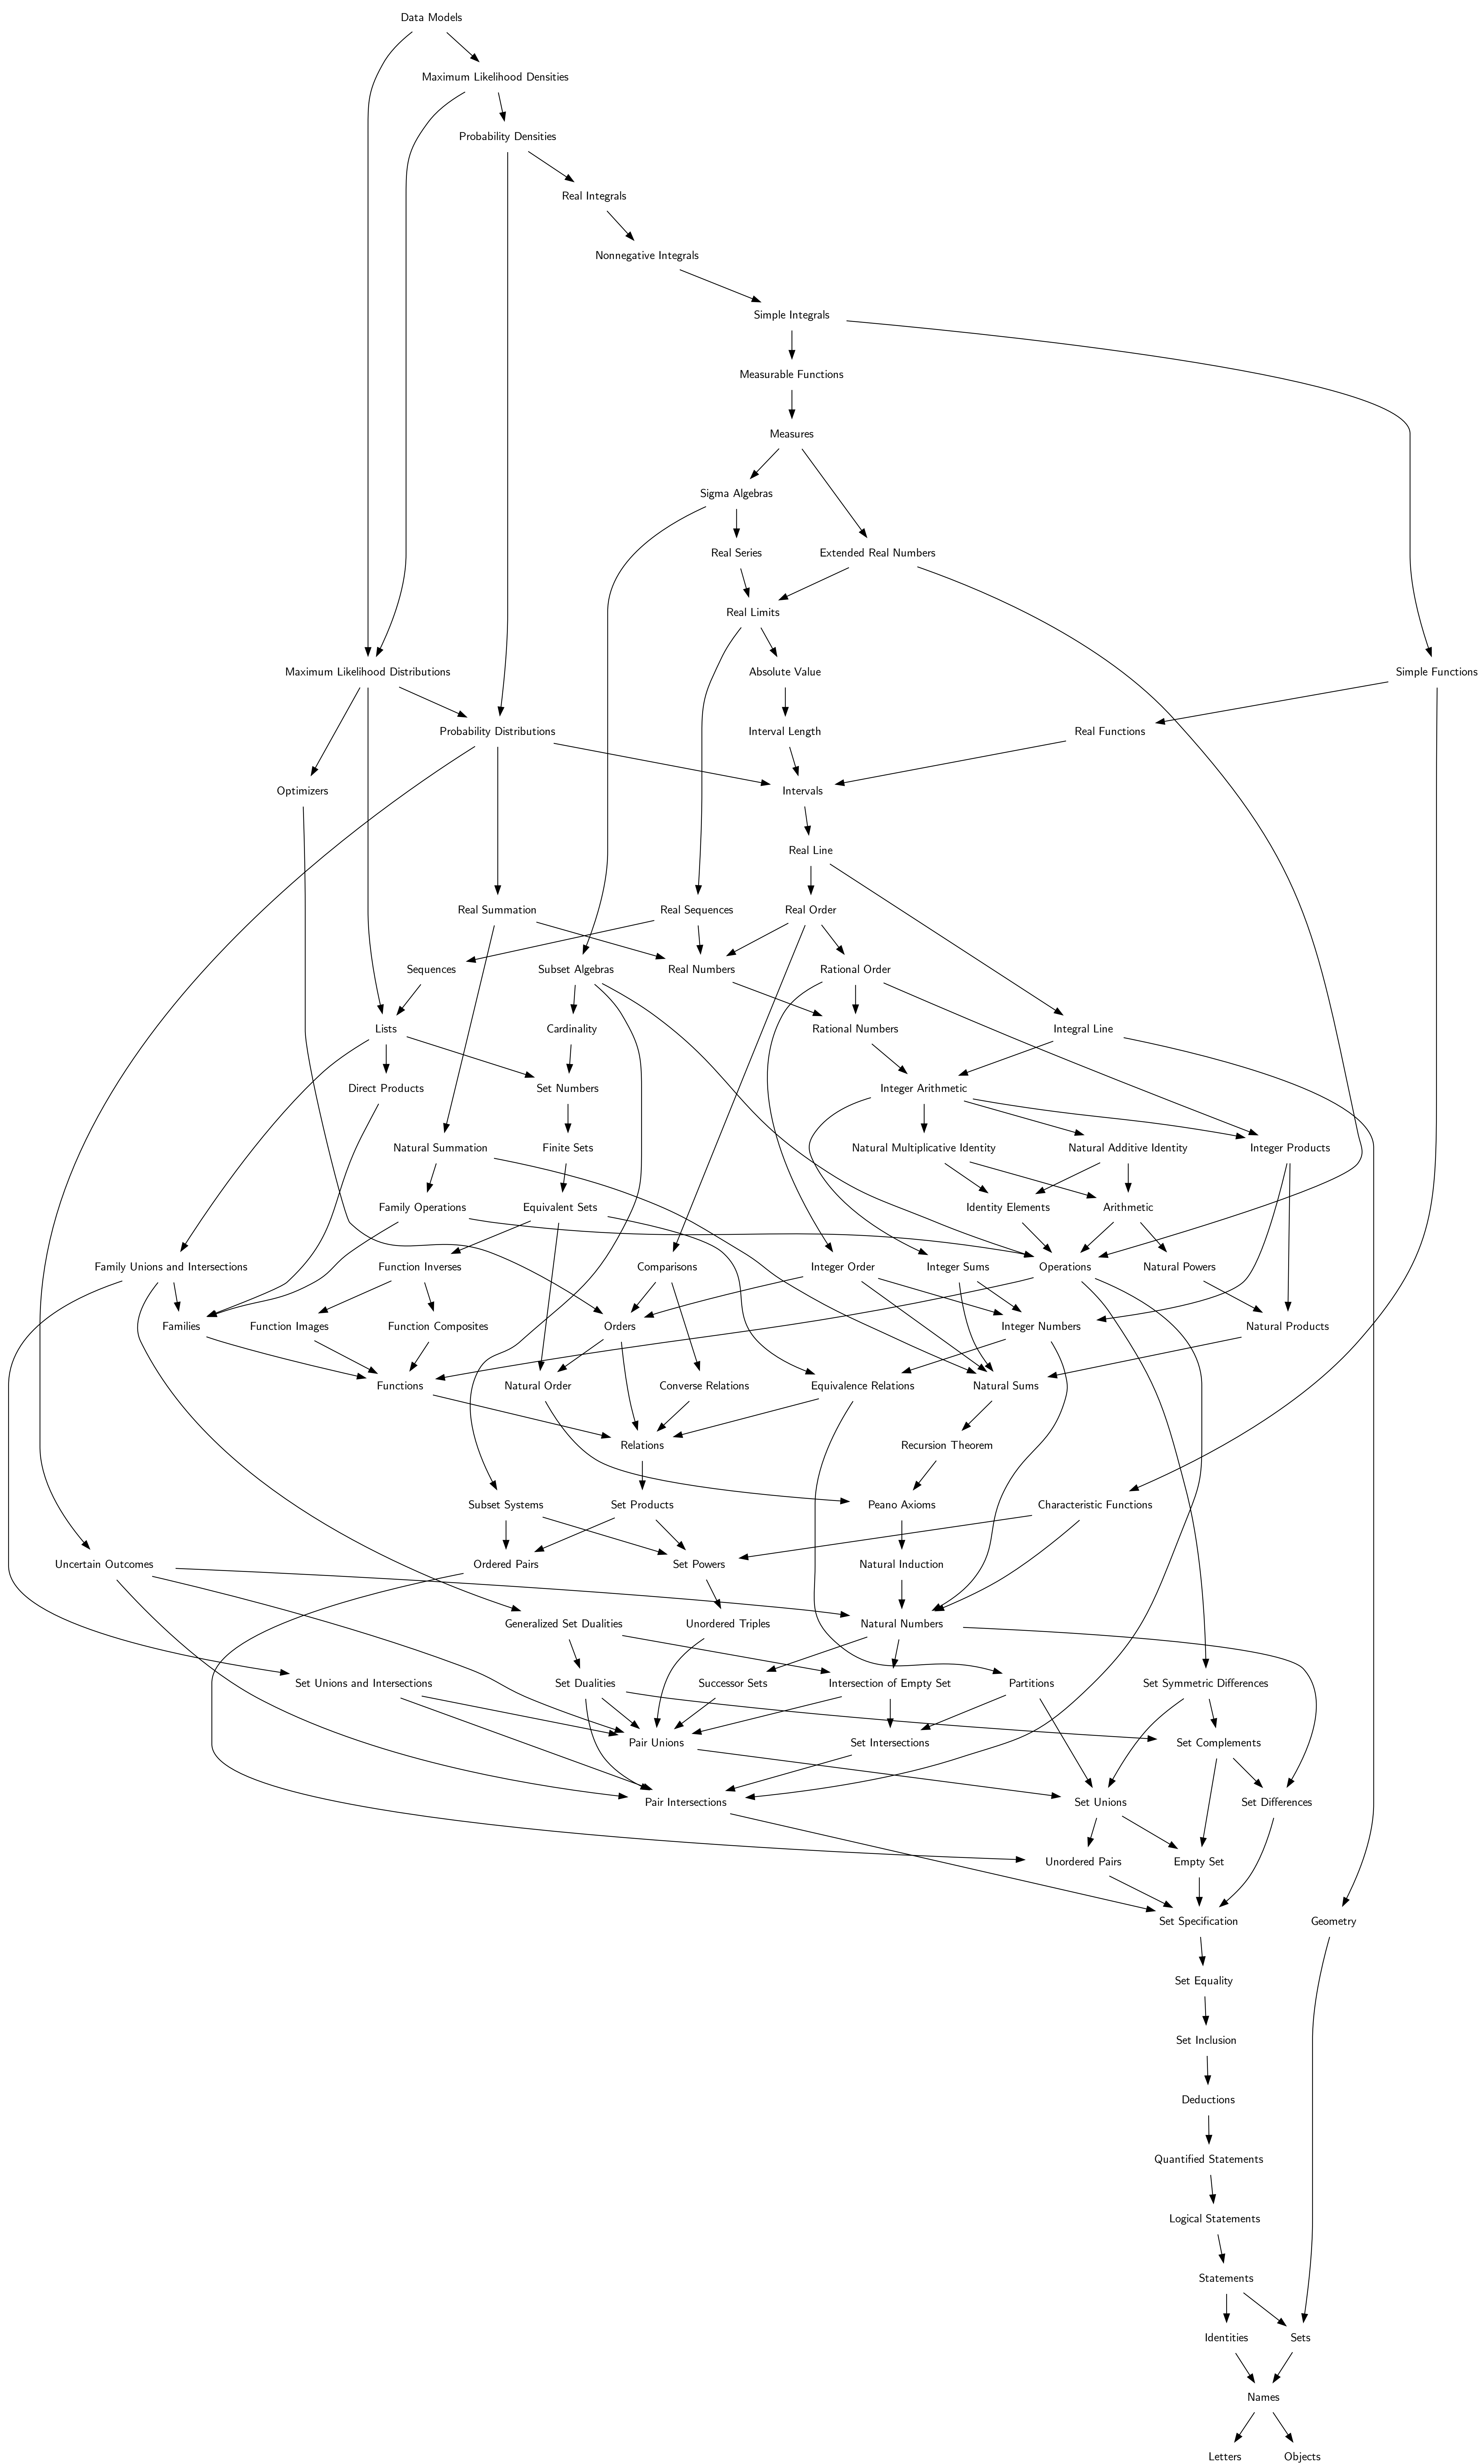 Data Models
Maximum Likelihood Densities
Probability Densities
Real Integrals
Nonnegative Integrals
Simple Integrals
Measurable Functions
Measures
Sigma Algebras
Real Series
Extended Real Numbers
Real Limits
Maximum Likelihood Distributions
Absolute Value
Simple Functions
Probability Distributions
Interval Length
Real Functions
Optimizers
Intervals
Real Line
Real Summation
Real Sequences
Real Order
Sequences
Subset Algebras
Real Numbers
Rational Order
Lists
Cardinality
Rational Numbers
Integral Line
Direct Products
Set Numbers
Integer Arithmetic
Natural Summation
Finite Sets
Natural Multiplicative Identity
Natural Additive Identity
Integer Products
Family Operations
Equivalent Sets
Identity Elements
Arithmetic
Family Unions and Intersections
Function Inverses
Comparisons
Integer Order
Integer Sums
Operations
Natural Powers
Families
Function Images
Function Composites
Orders
Integer Numbers
Natural Products
Functions
Natural Order
Converse Relations
Equivalence Relations
Natural Sums
Relations
Recursion Theorem
Subset Systems
Set Products
Peano Axioms
Characteristic Functions
Uncertain Outcomes
Ordered Pairs
Set Powers
Natural Induction
Generalized Set Dualities
Unordered Triples
Natural Numbers
Set Unions and Intersections
Set Dualities
Successor Sets
Intersection of Empty Set
Partitions
Set Symmetric Differences
Pair Unions
Set Intersections
Set Complements
Pair Intersections
Set Unions
Set Differences
Unordered Pairs
Empty Set
Set Specification
Geometry
Set Equality
Set Inclusion
Deductions
Quantified Statements
Logical Statements
Statements
Identities
Sets
Names
Letters
Objects